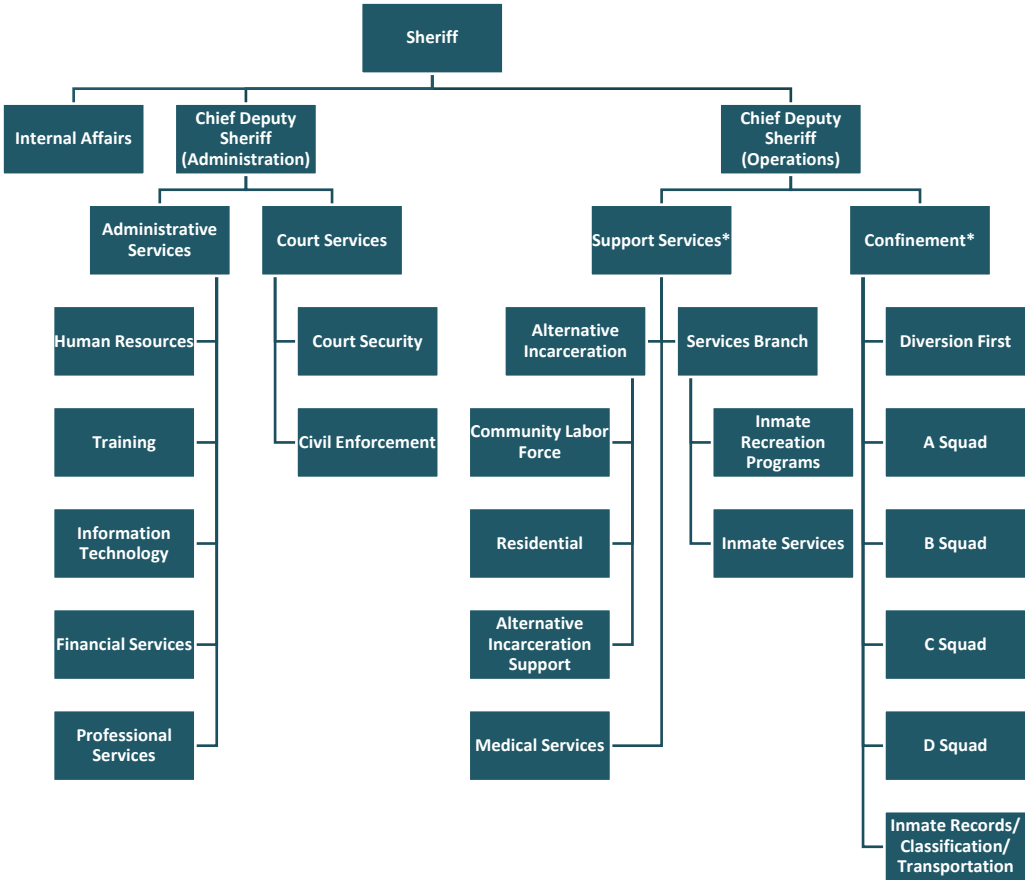 Sheriff
Internal Affairs
Chief Deputy
Sheriff
(Administration)
Chief Deputy
Sheriff
(Operations)
Administrative
Services
Court Services
Support Services*
Confinement*
Human Resources
Court Security
Alternative
Incarceration
Services Branch
Diversion First
Training
Civil Enforcement
Community Labor
Force
Inmate
Recreation
Programs
A Squad
Information
Technology
Residential
Inmate Services
B Squad
Financial Services
Alternative
Incarceration
Support
C Squad
Professional
Services
Medical Services
D Squad
Inmate Records/
Classification/
Transportation